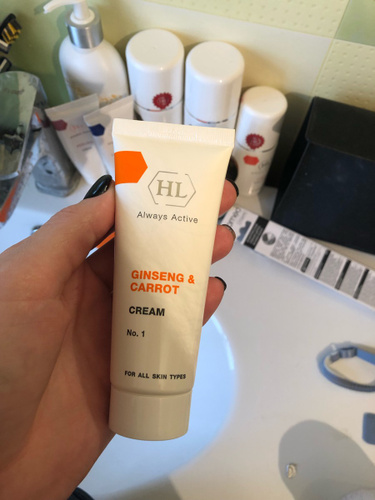 HL
Always Active
GINSENG &
CARROT
CREAM
No. 1
FOR ALL SKIN TYPES